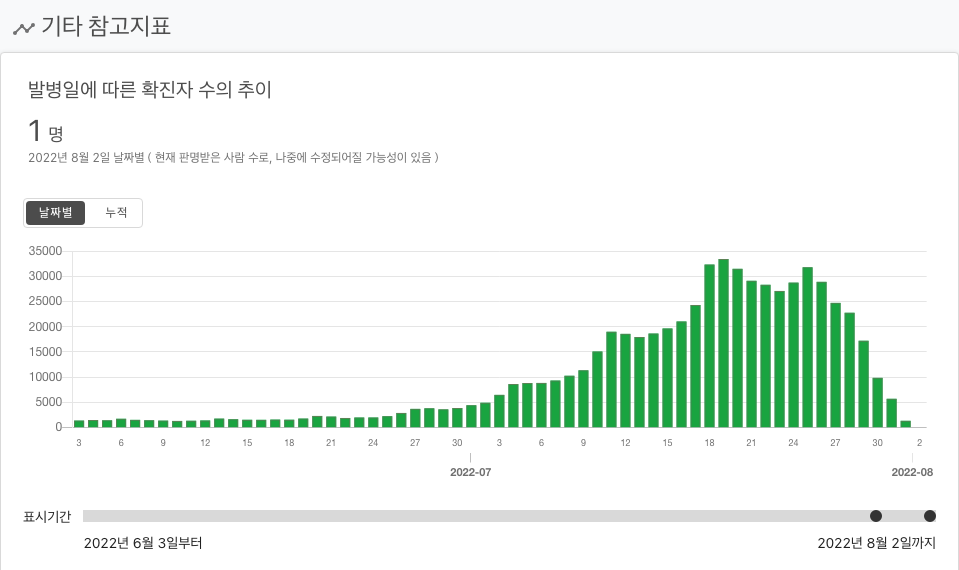 기타 참고지표
발병일에 따른 확진자 수의 추이
1 명
2022년 8월 2일 날짜별 ( 현재 판명받은 사람 수로, 나중에 수정되어질 가능성이 있음 )
날짜별 누적
35000
30000
25000
20000
15000
10000
5000
0
3 6 9 12 15 18 21 24 27 30 3 6 9 12 15 18 21 24 27 30 2
2022-07 2022-08
표시기간
2022년 6월 3일부터 2022년 8월 2일까지